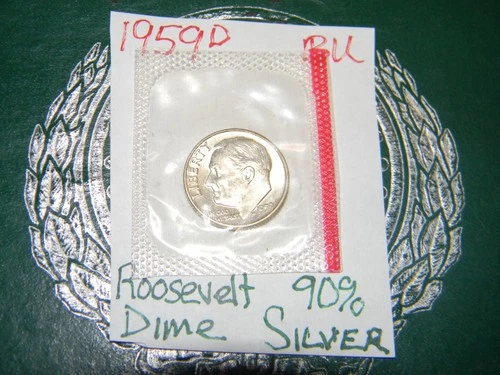 1959D BU
LIBERTY
Roosevelt 90%
Dime SILVER